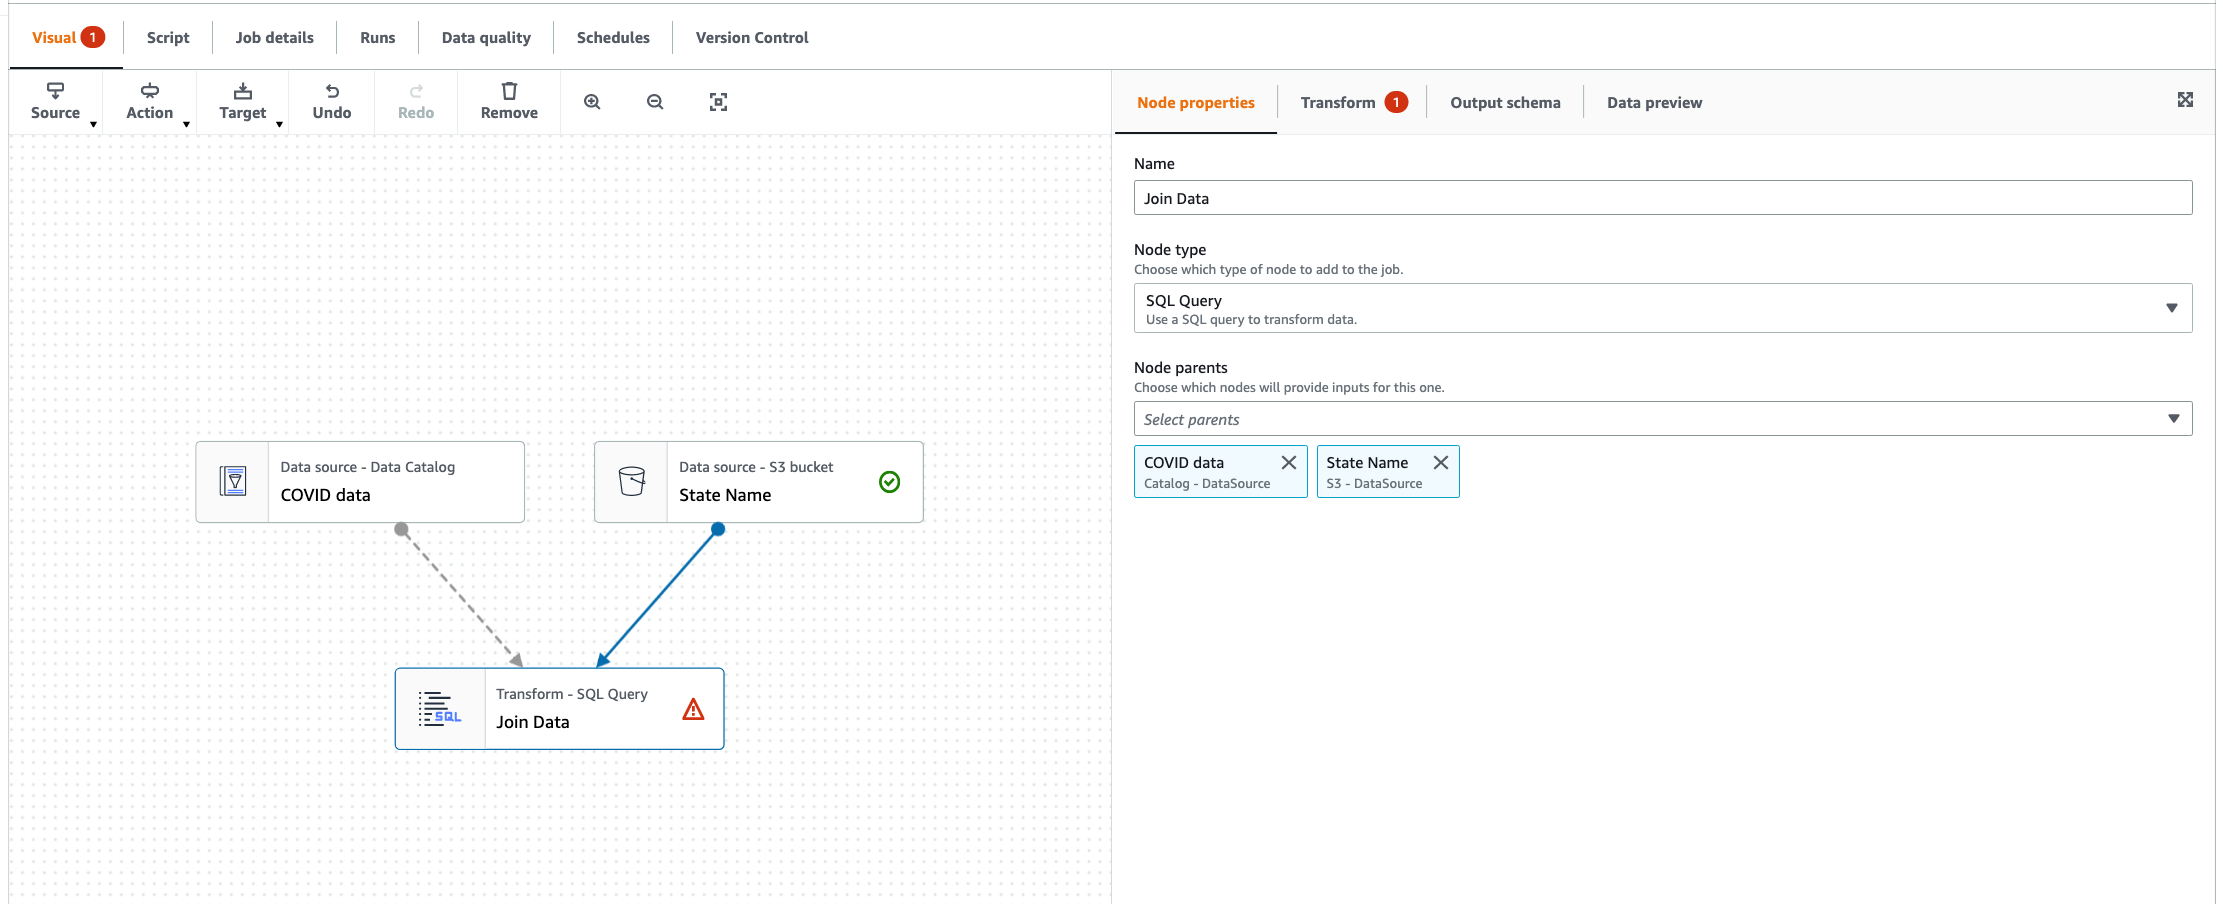 Visual 1
Script
Job details
Runs
Data quality
Schedules
Version Control
Source
Action
Target
Undo
Redo
Remove
Data source - Data Catalog
COVID data
Data source - S3 bucket
State Name
Transform - SQL Query
Join Data
SQL
Node properties
Transform 1
Output schema
Data preview
Name
Join Data
Node type
Choose which type of node to add to the job.
SQL Query
Use a SQL query to transform data.
Node parents
Choose which nodes will provide inputs for this one.
Select parents
COVID data
Catalog - DataSource
State Name
S3 - DataSource